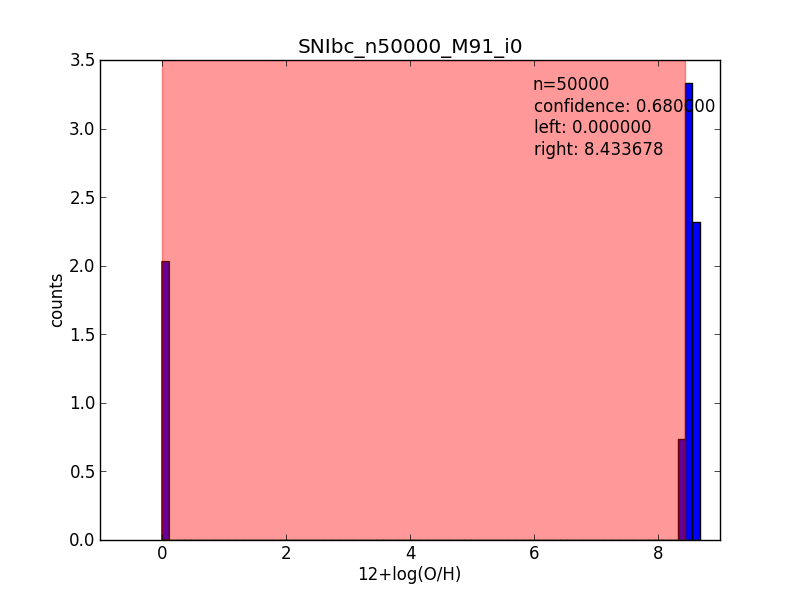 SNIbc_n50000_M91_i0
3.5
3.0
2.5
2.0
1.5
1.0
0.5
0.0
counts
n=50000
confidence: 0.680000
left: 0.000000
right: 8.433678
0 2 4 6 8
12+log(O/H)